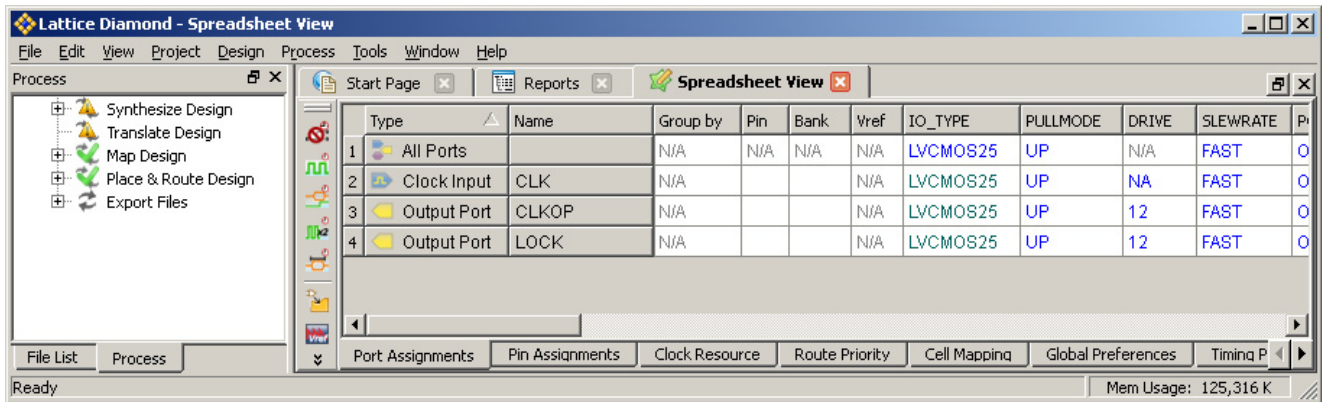 Lattice Diamond - Spreadsheet View
File Edit View Project Design Process Tools Window Help
Process
Synthesize Design
Translate Design
Map Design
Place & Route Design
Export Files
File List Process
Start Page Reports Spreadsheet View
Type Name Group by Pin Bank Vref IO_TYPE PULLMODE DRIVE SLEWRATE
1 All Ports N/A N/A N/A N/A LVCMOS25 UP N/A FAST O
2 Clock Input CLK N/A N/A LVCMOS25 UP NA FAST O
3 Output Port CLKOP N/A N/A LVCMOS25 UP 12 FAST O
4 Output Port LOCK N/A N/A LVCMOS25 UP 12 FAST O
Port Assignments Pin Assignments Clock Resource Route Priority Cell Mapping Global Preferences Timing P
Ready Mem Usage: 125,316 K